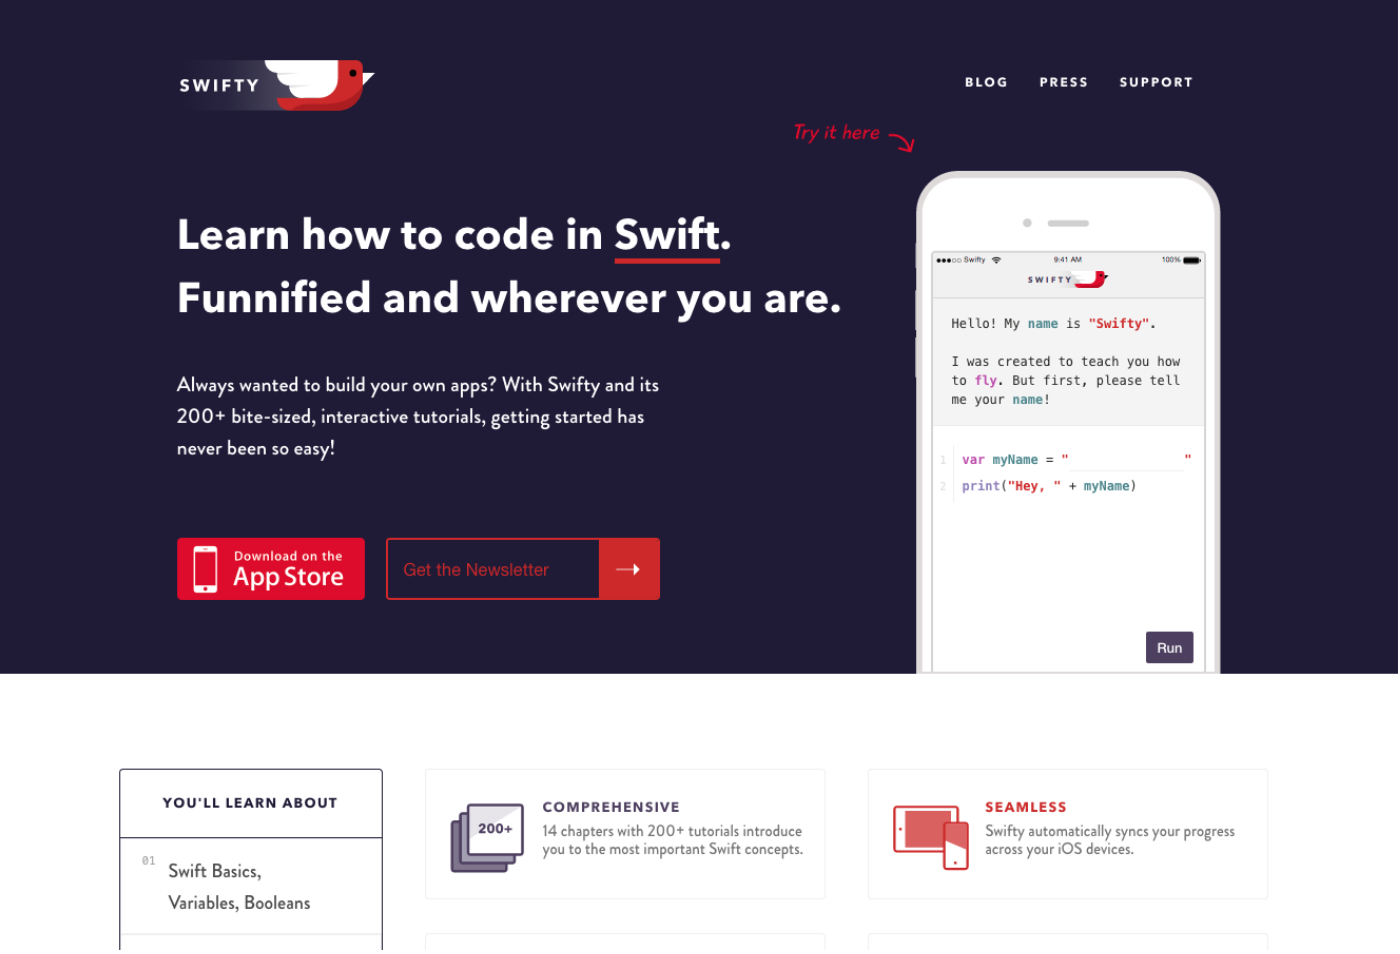 SWIFTY
BLOG PRESS SUPPORT
Try it here
Learn how to code in Swift.
Funnified and wherever you are.
Always wanted to build your own apps? With Swifty and its
200+ bite-sized, interactive tutorials, getting started has
never been so easy!
Download on the
App Store
Get the Newsletter
Swifty 9:41 AM 100%
SWIFTY
Hello! My name is "Swifty".
I was created to teach you how
to fly. But first, please tell
me your name!
1 var myName = " "
2 print("Hey, " + myName)
Run
YOU'LL LEARN ABOUT
01 Swift Basics,
Variables, Booleans
200+
COMPREHENSIVE
14 chapters with 200+ tutorials introduce
you to the most important Swift concepts.
SEAMLESS
Swifty automatically syncs your progress
across your iOS devices.